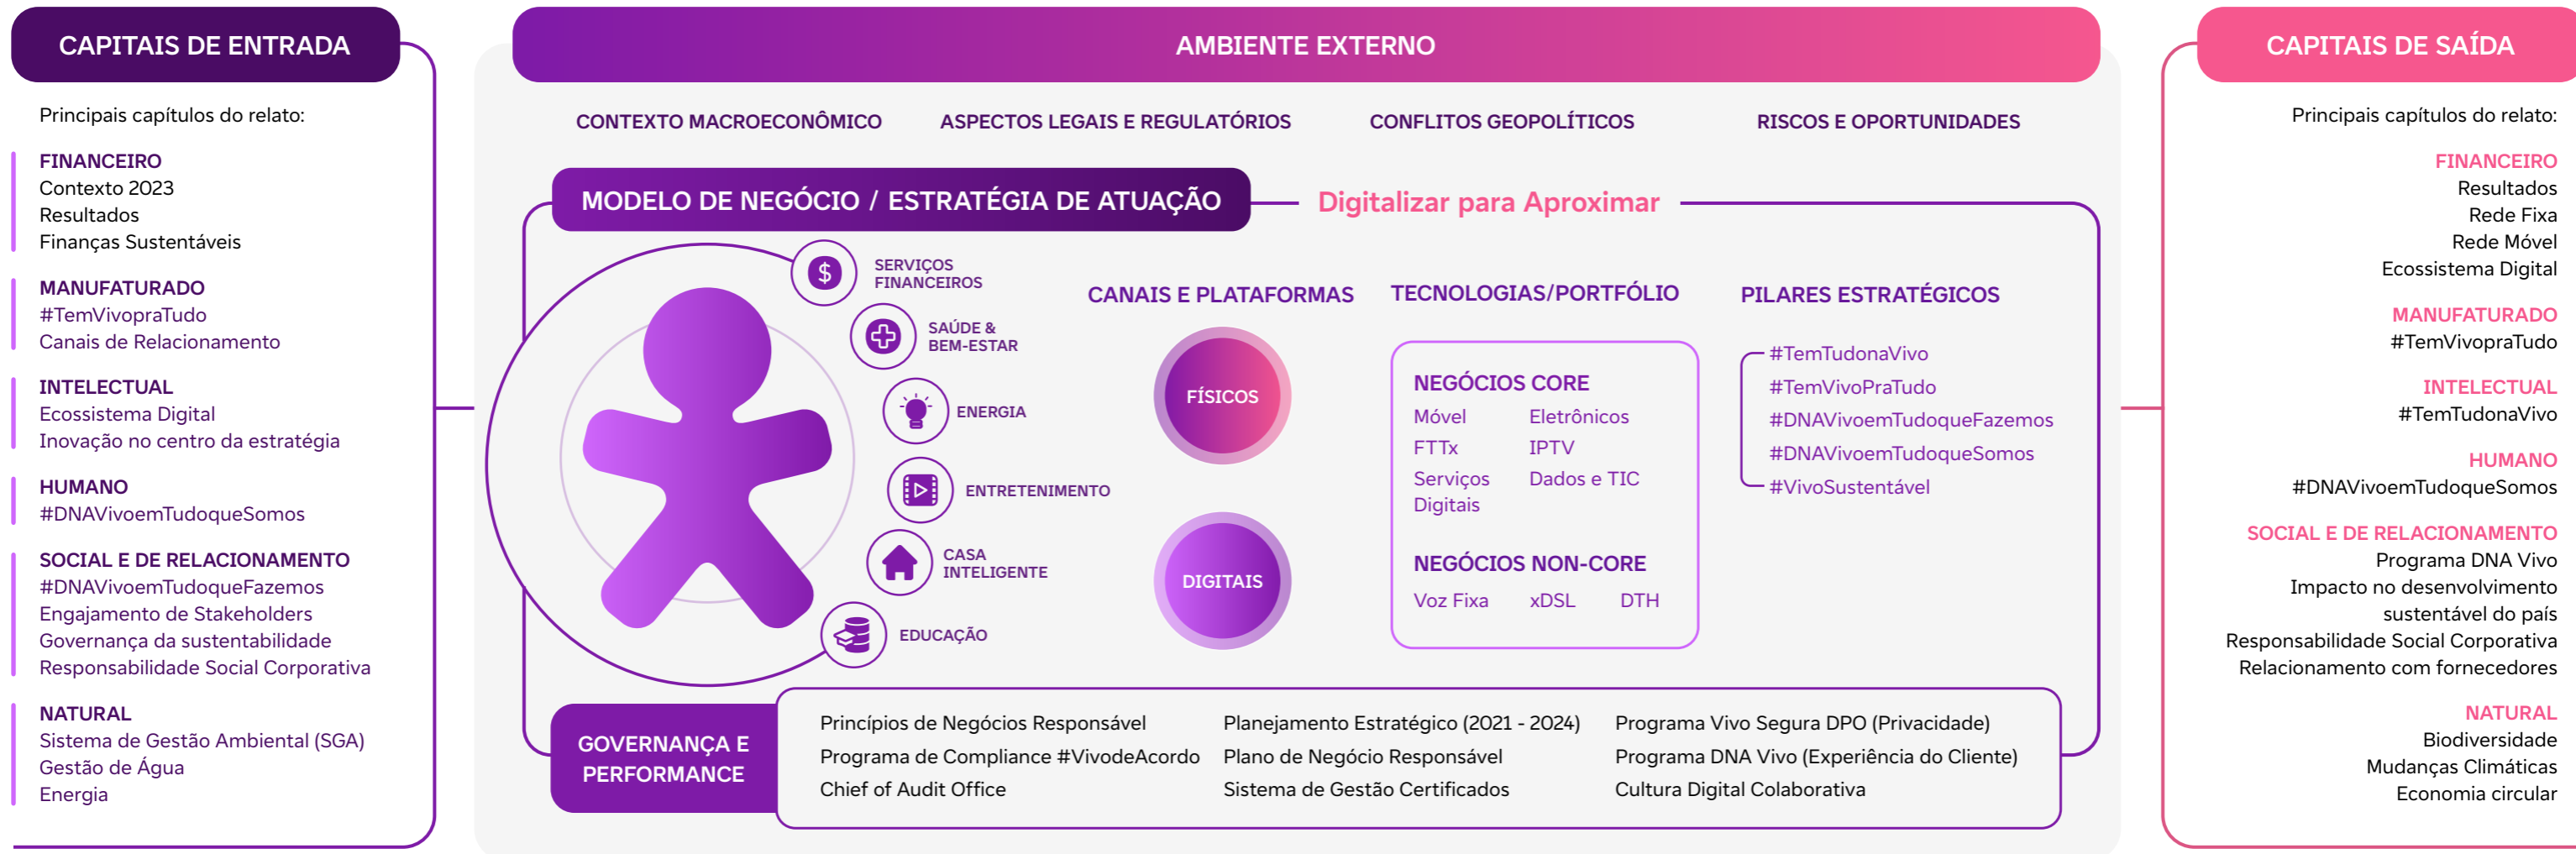 CAPITAIS DE ENTRADA
Principais capítulos do relato:
FINANCEIRO
Contexto 2023
Resultados
Finanças Sustentáveis
MANUFATURADO
#TemVivopraTudo
Canais de Relacionamento
INTELECTUAL
Ecossistema Digital
Inovação no centro da estratégia
HUMANO
#DNAVivoemTudoqueSomos
SOCIAL E DE RELACIONAMENTO
#DNAVivoemTudoqueFazemos
Engajamento de Stakeholders
Governança da sustentabilidade
Responsabilidade Social Corporativa
NATURAL
Sistema de Gestão Ambiental (SGA)
Gestão de Água
Energia
AMBIENTE EXTERNO
CONTEXTO MACROECONÔMICO
ASPECTOS LEGAIS E REGULATÓRIOS
CONFLITOS GEOPOLÍTICOS
RISCOS E OPORTUNIDADES
MODELO DE NEGÓCIO / ESTRATÉGIA DE ATUAÇÃO
Digitalizar para Aproximar
$
SERVIÇOS
FINANCEIROS
SAÚDE &
BEM-ESTAR
ENERGIA
ENTRETENIMENTO
CASA
INTELIGENTE
EDUCAÇÃO
CANAIS E PLATAFORMAS
FÍSICOS
DIGITAIS
TECNOLOGIAS/PORTFÓLIO
NEGÓCIOS CORE
Móvel
Eletrônicos
FTTx
IPTV
Serviços
Digitais
Dados e TIC
NEGÓCIOS NON-CORE
Voz Fixa
xDSL
DTH
PILARES ESTRATÉGICOS
#TemTudonaVivo
#TemVivoPraTudo
#DNAVivoemTudoqueFazemos
#DNAVivoemTudoqueSomos
#VivoSustentável
GOVERNANÇA E
PERFORMANCE
Princípios de Negócios Responsável
Programa de Compliance #VivodeAcordo
Chief of Audit Office
Planejamento Estratégico (2021 - 2024)
Plano de Negócio Responsável
Sistema de Gestão Certificados
Programa Vivo Segura DPO (Privacidade)
Programa DNA Vivo (Experiência do Cliente)
Cultura Digital Colaborativa
CAPITAIS DE SAÍDA
Principais capítulos do relato:
FINANCEIRO
Resultados
Rede Fixa
Rede Móvel
Ecossistema Digital
MANUFATURADO
#TemVivopraTudo
INTELECTUAL
#TemTudonaVivo
HUMANO
#DNAVivoemTudoqueSomos
SOCIAL E DE RELACIONAMENTO
Programa DNA Vivo
Impacto no desenvolvimento
sustentável do país
Responsabilidade Social Corporativa
Relacionamento com fornecedores
NATURAL
Biodiversidade
Mudanças Climáticas
Economia circular